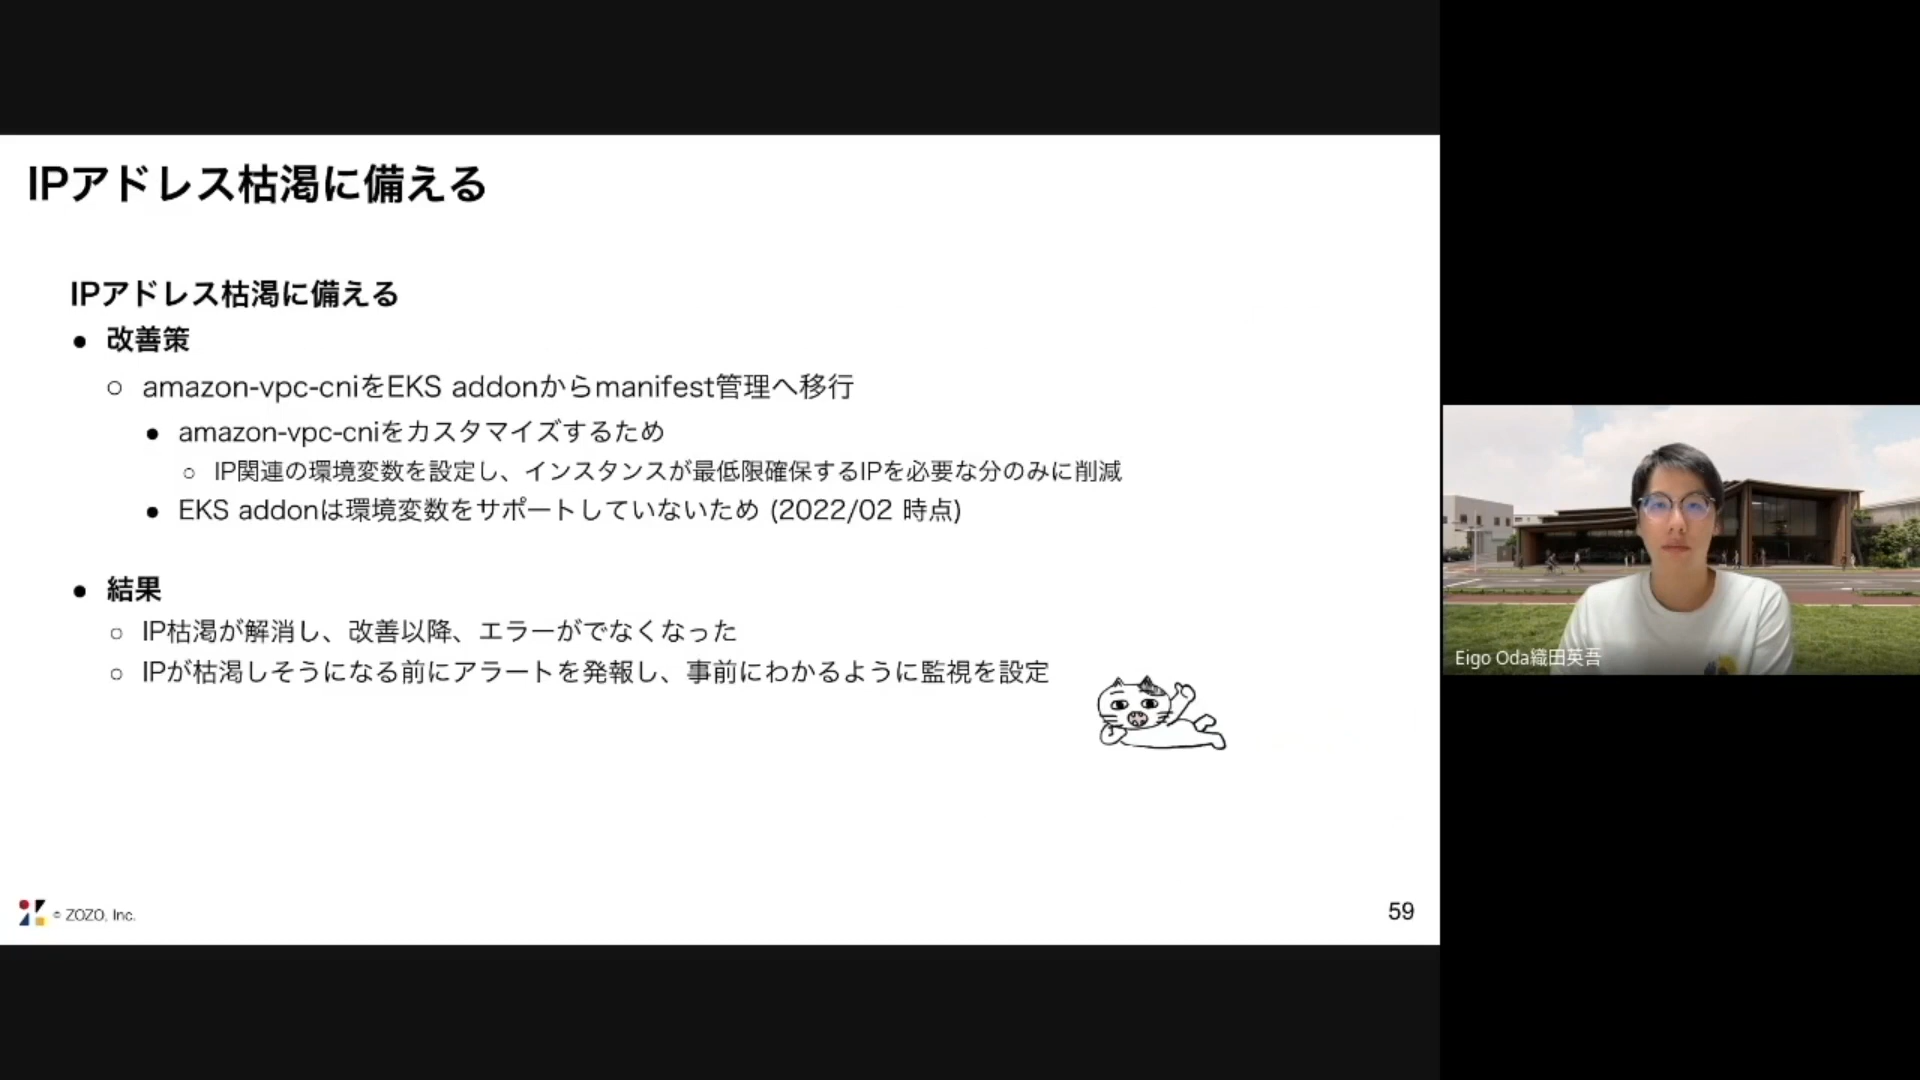 IPアドレス枯渇に備える
IPアドレス枯渇に備える
● 改善策
○ amazon-vpc-cniをEKS addonからmanifest管理へ移行
● amazon-vpc-cniをカスタマイズするため
○ IP関連の環境変数を設定し、インスタンスが最低限確保するIPを必要な分のみに削減
● EKS addonは環境変数をサポートしていないため (2022/02 時点)
● 結果
○ IP枯渇が解消し、改善以降、エラーがでなくなった
○ IPが枯渇しそうになる前にアラートを発報し、事前にわかるように監視を設定
© ZOZO, Inc.
59
Eigo Oda織田英吾